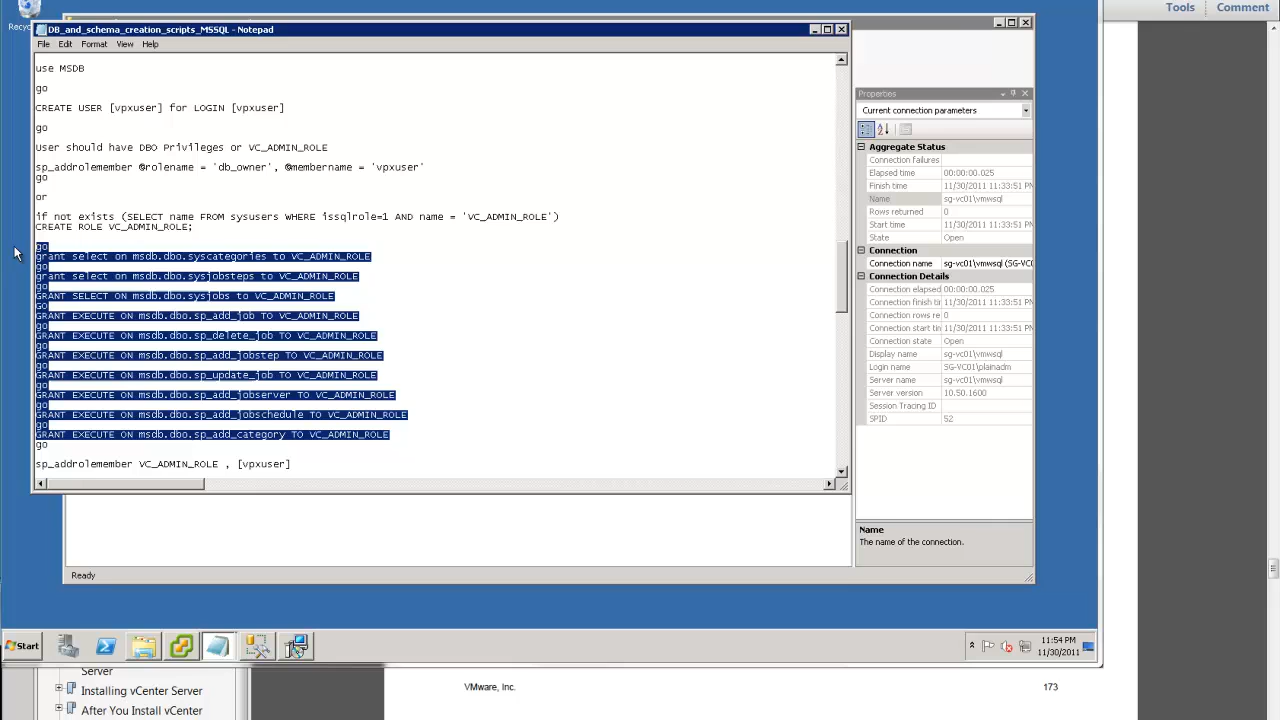 Tools
Comment
DB_and_schema_creation_scripts_MSSQL - Notepad
File Edit Format View Help
use MSDB
go
CREATE USER [vpxuser] for LOGIN [vpxuser]
go
User should have DBO Privileges or VC_ADMIN_ROLE
sp_addrolemember @rolename = 'db_owner', @membername = 'vpxuser'
go
or
if not exists (SELECT name FROM sysusers WHERE issqlrole=1 AND name = 'VC_ADMIN_ROLE')
CREATE ROLE VC_ADMIN_ROLE;
go
grant select on msdb.dbo.syscategories to VC_ADMIN_ROLE
go
grant select on msdb.dbo.sysjobsteps to VC_ADMIN_ROLE
go
GRANT SELECT ON msdb.dbo.sysjobs to VC_ADMIN_ROLE
GO
GRANT EXECUTE ON msdb.dbo.sp_add_job TO VC_ADMIN_ROLE
go
GRANT EXECUTE ON msdb.dbo.sp_delete_job TO VC_ADMIN_ROLE
go
GRANT EXECUTE ON msdb.dbo.sp_add_jobstep TO VC_ADMIN_ROLE
go
GRANT EXECUTE ON msdb.dbo.sp_update_job TO VC_ADMIN_ROLE
go
GRANT EXECUTE ON msdb.dbo.sp_add_jobserver TO VC_ADMIN_ROLE
go
GRANT EXECUTE ON msdb.dbo.sp_add_jobschedule TO VC_ADMIN_ROLE
go
GRANT EXECUTE ON msdb.dbo.sp_add_category TO VC_ADMIN_ROLE
go
sp_addrolemember VC_ADMIN_ROLE , [vpxuser]
Properties
Current connection parameters
Aggregate Status
Connection failures
Elapsed time 00:00:00.025
Finish time 11/30/2011 11:33:51
Name sg-vc01\vmwsql
Rows returned 0
Start time 11/30/2011 11:33:51
State Open
Connection
Connection name sg-vc01\vmwsql
Connection Details
Connection elapsed 00:00:00.025
Connection finish 11/30/2011 11:33:51
Connection rows 0
Connection start 11/30/2011 11:33:51
Connection state Open
Display name sg-vc01\vmwsql
Login name SG-VC01\plainadm
Server name sg-vc01\vmwsql
Server version 10.50.1600
Session Tracing ID
SPID 52
Name
The name of the connection.
Ready
Start
11:54 PM
11/30/2011
Server
Installing vCenter Server
After You Install vCenter
VMware, Inc.
173